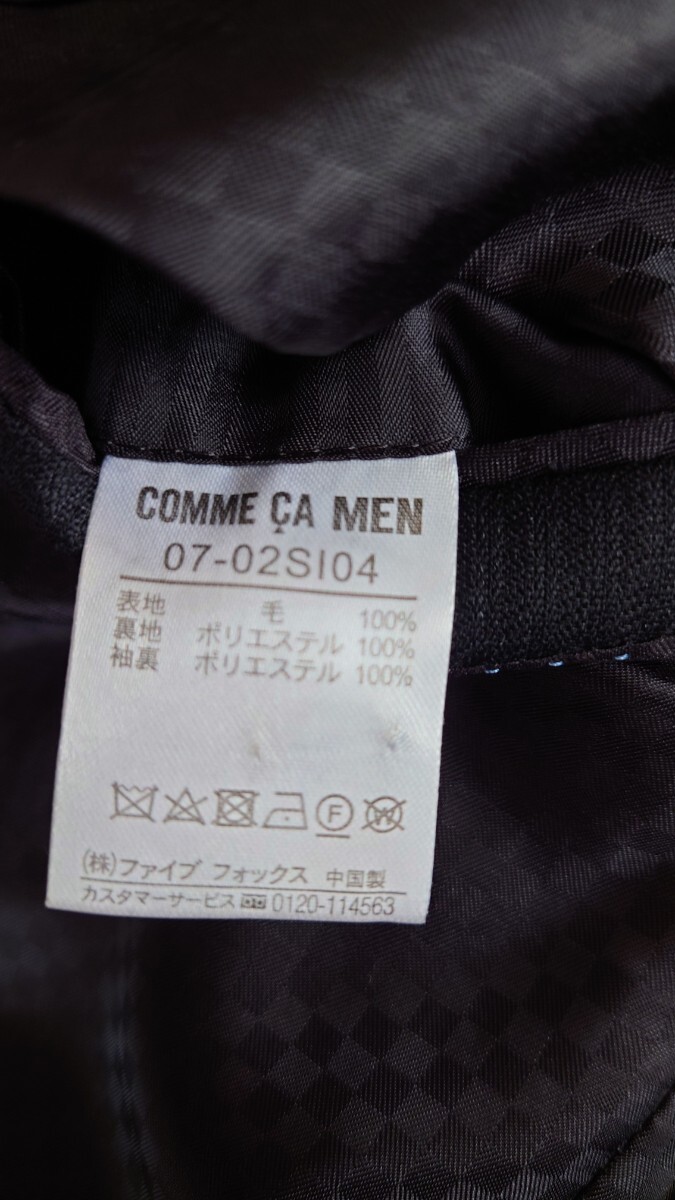 COMME ÇA MEN
07-02SI04
表地 毛 100%
裏地 ポリエステル 100%
袖裏 ポリエステル 100%
F W
(株)ファイブ フォックス 中国製
カスタマーサービス 0120-114563